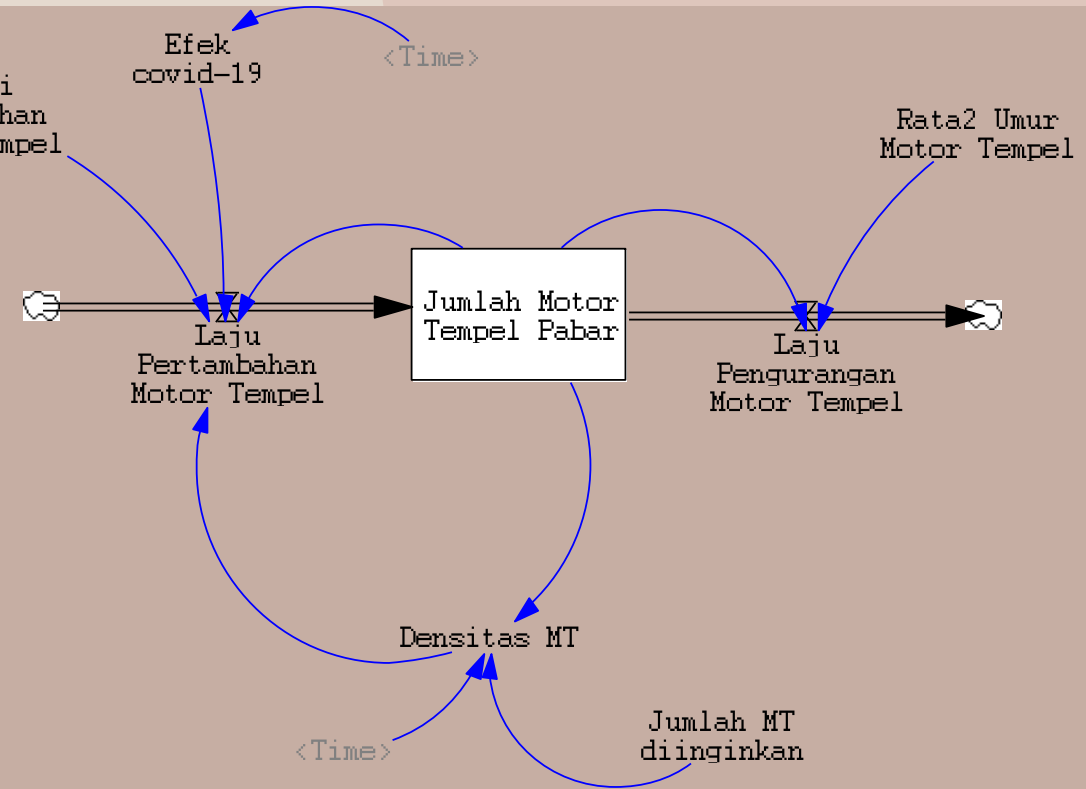 Efek
covid-19
<Time>
i
han
mpel
Rata2 Umur
Motor Tempel
Jumlah Motor
Tempel Pabar
Laju
Pertambahan
Motor Tempel
Laju
Pengurangan
Motor Tempel
Densitas MT
<Time>
Jumlah MT
diinginkan